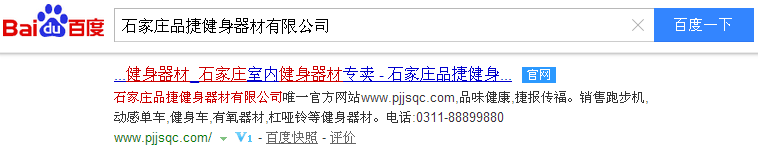 Baidu百度 石家庄品捷健身器材有限公司 百度一下
...健身器材_石家庄室内健身器材专卖 - 石家庄品捷健身... 官网
石家庄品捷健身器材有限公司唯一官方网站www.pjjsqc.com,品味健康,捷报传福。销售跑步机,
动感单车,健身车,有氧器材,杠哑铃等健身器材。电话:0311-88899880
www.pjjsqc.com/ V1 - 百度快照 - 评价